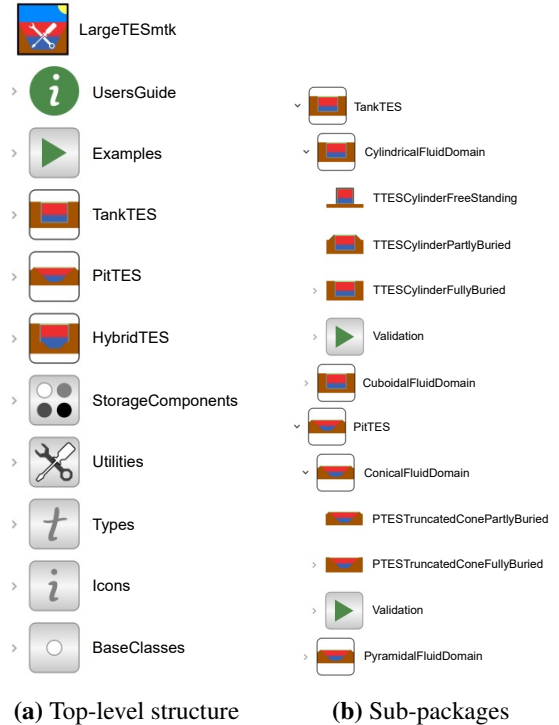 LargeTESmtk
UsersGuide
Examples
TankTES
PitTES
HybridTES
StorageComponents
Utilities
Types
Icons
BaseClasses
(a) Top-level structure
TankTES
CylindricalFluidDomain
TTESCylinderFreeStanding
TTESCylinderPartlyBuried
TTESCylinderFullyBuried
Validation
CuboidalFluidDomain
PitTES
ConicalFluidDomain
PTESTruncatedConePartlyBuried
PTESTruncatedConeFullyBuried
Validation
PyramidalFluidDomain
(b) Sub-packages